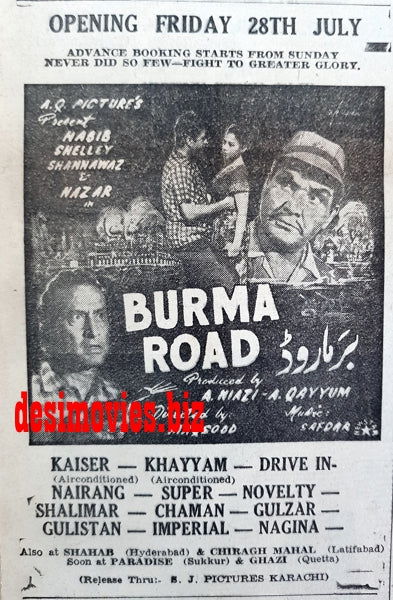 OPENING FRIDAY 28TH JULY
ADVANCE BOOKING STARTS FROM SUNDAY
NEVER DID SO FEW—FIGHT TO GREATER GLORY.
A.Q. PICTURE'S
Present
HABIB
SHELLEY
SHANNAWAZ
&
NAZAR
in
BURMA
ROAD
برما روڈ
Produced by
A. NIAZI - A. QAYYUM
desimovies.biz
Directed by:
Music:
SAFDAR
KAISER — KHAYYAM — DRIVE IN-
(Airconditioned) (Airconditioned)
NAIRANG — SUPER — NOVELTY —
SHALIMAR — CHAMAN — GULZAR —
GULISTAN — IMPERIAL — NAGINA —
Also at SHAHAB (Hyderabad) & CHIRAGH MAHAL (Latifabad)
Soon at PARADISE (Sukkur) & GHAZI (Quetta)
(Release Thru:- S. J. PICTURES KARACHI)